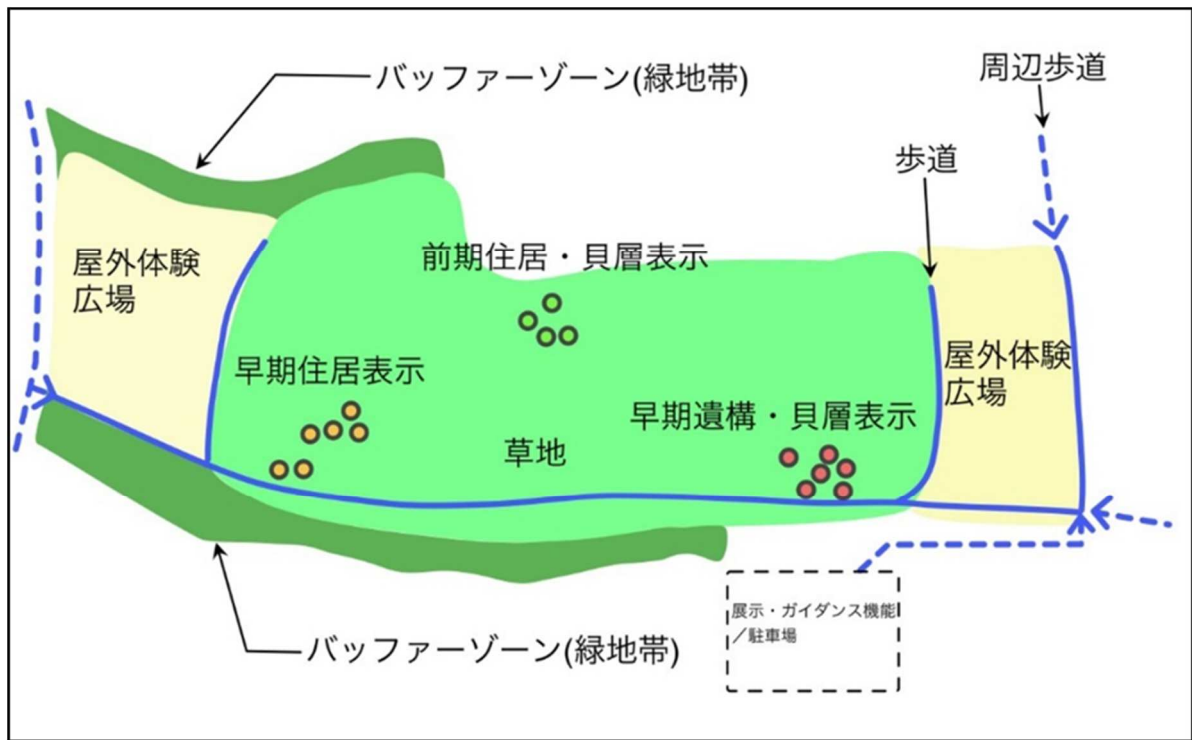 バッファーゾーン(緑地帯)
周辺歩道
歩道
屋外体験
広場
前期住居・貝層表示
早期住居表示
屋外体験
広場
早期遺構・貝層表示
草地
展示・ガイダンス機能
／駐車場
バッファーゾーン(緑地帯)